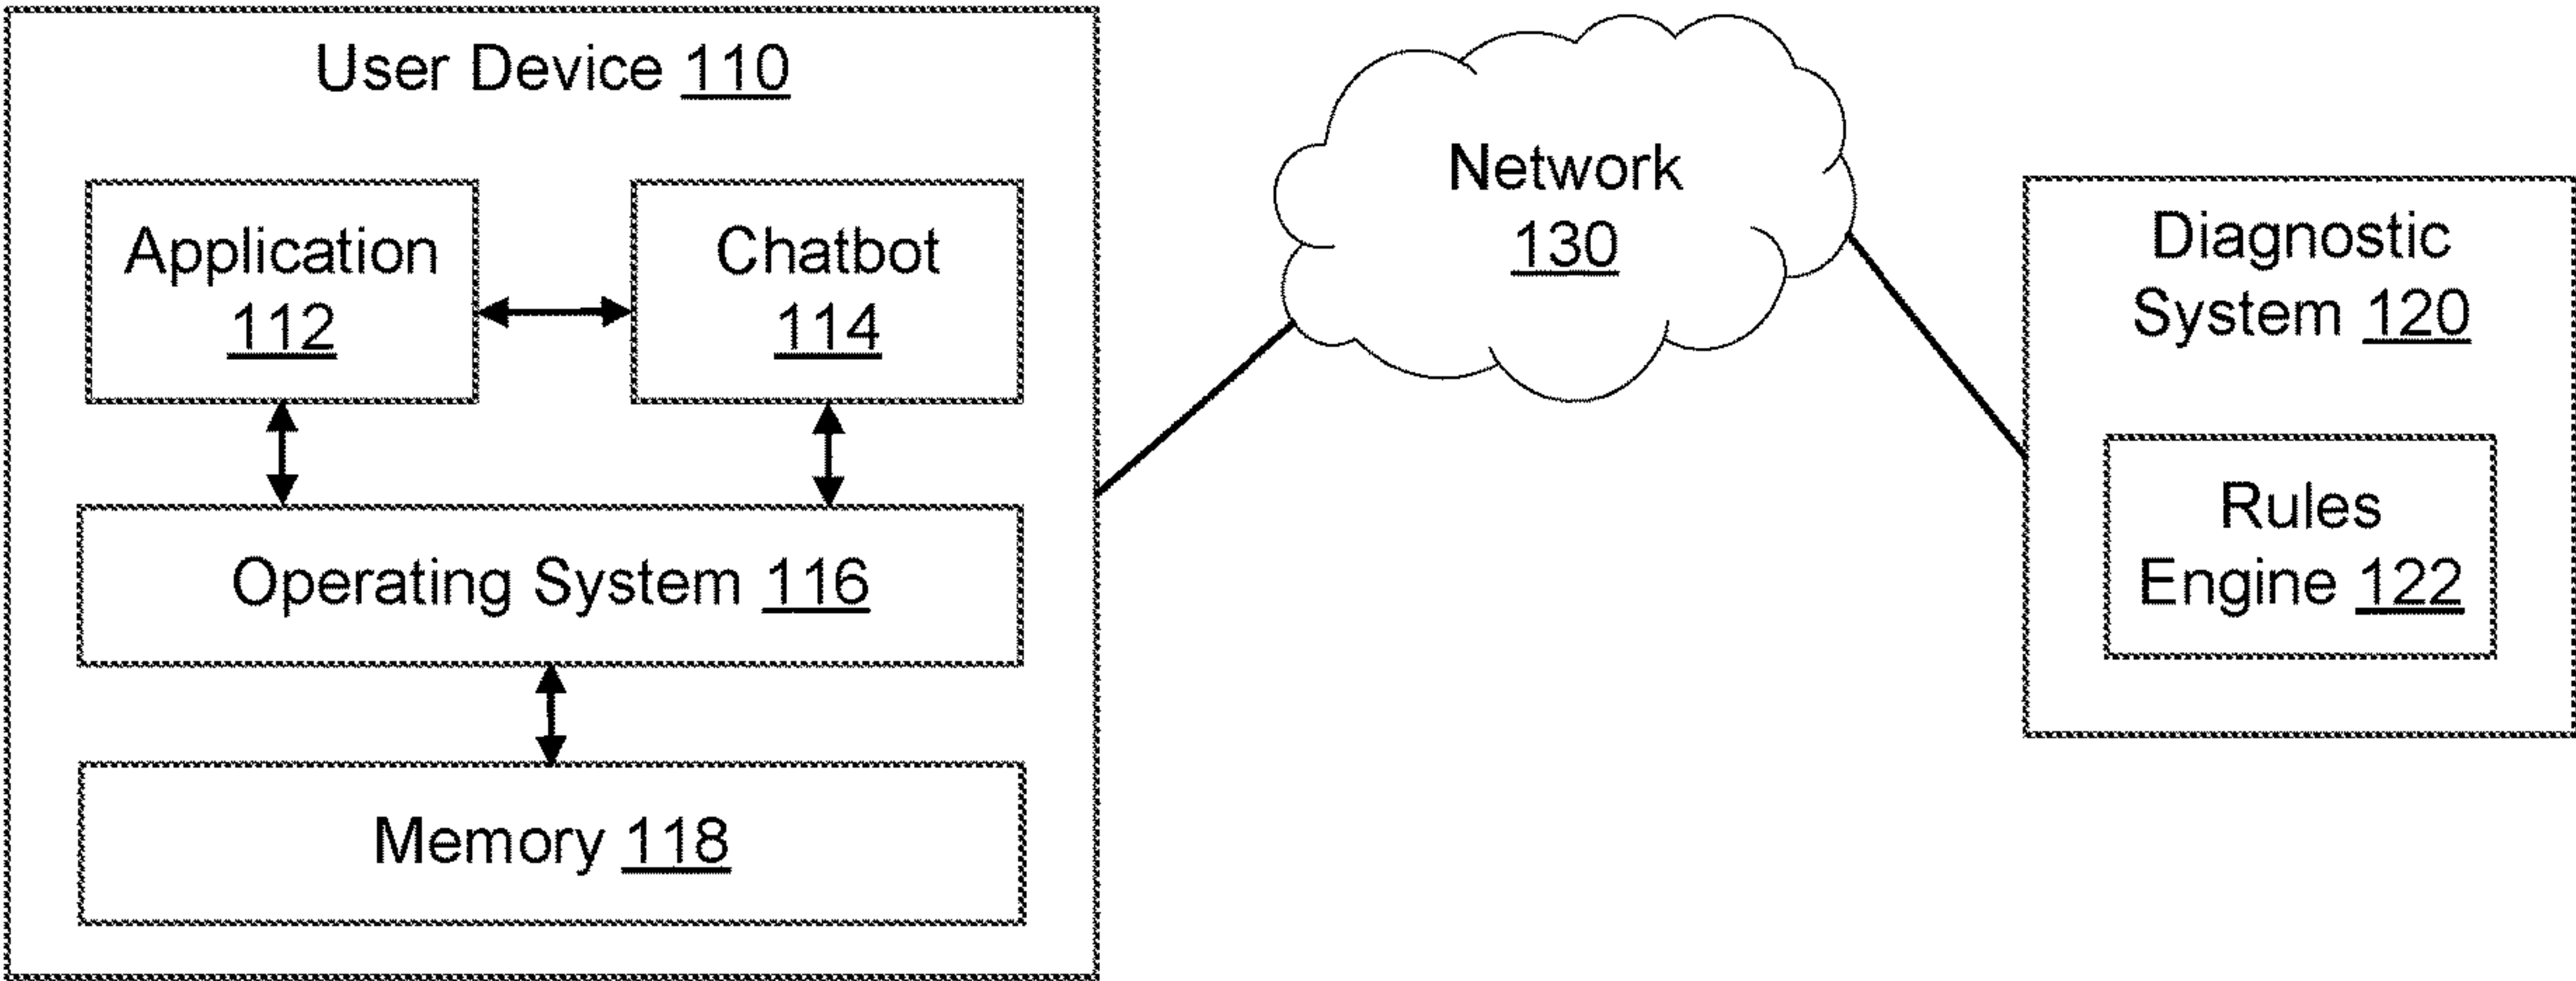 User Device 110
Application
112
Chatbot
114
Operating System 116
Memory 118
Network
130
Diagnostic
System 120
Rules
Engine 122